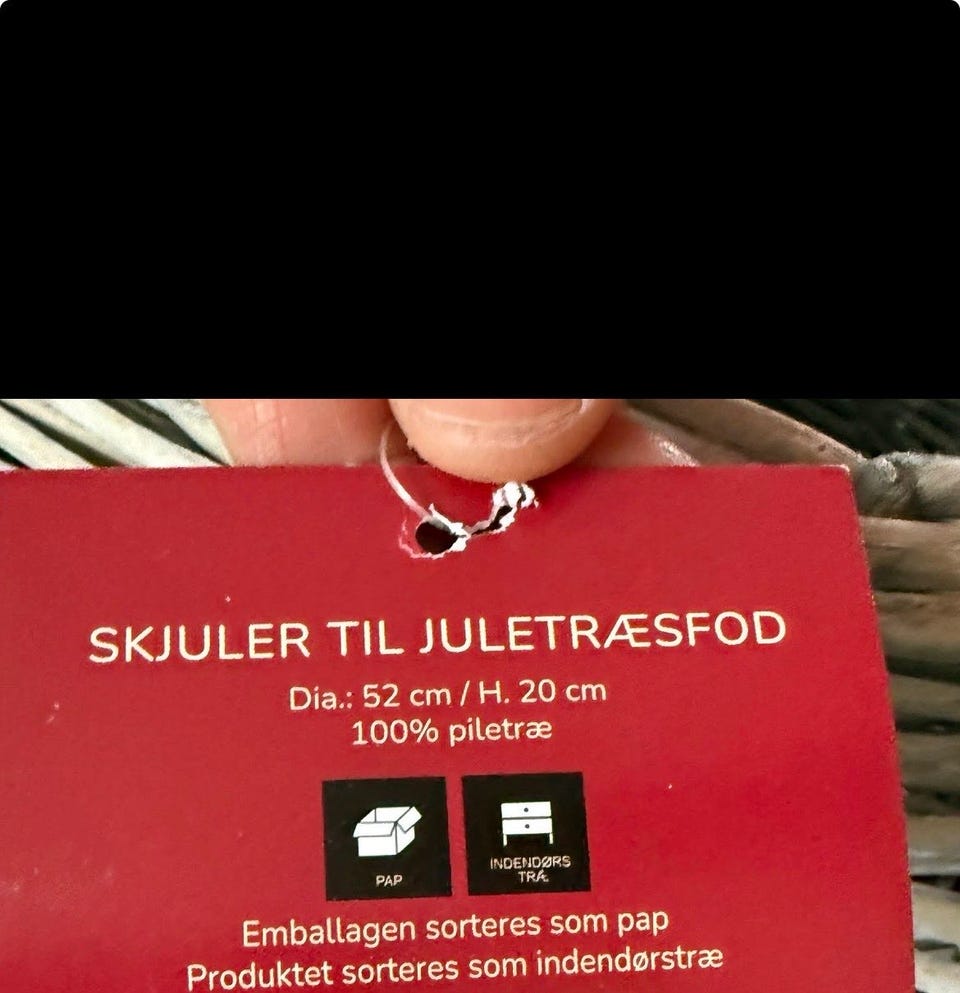 SKJULER TIL JULETRÆSFOD
Dia.: 52 cm / H. 20 cm
100% piletræ
PAP
INDENDØRS
TRÆ
Emballagen sorteres som pap
Produktet sorteres som indendørstræ